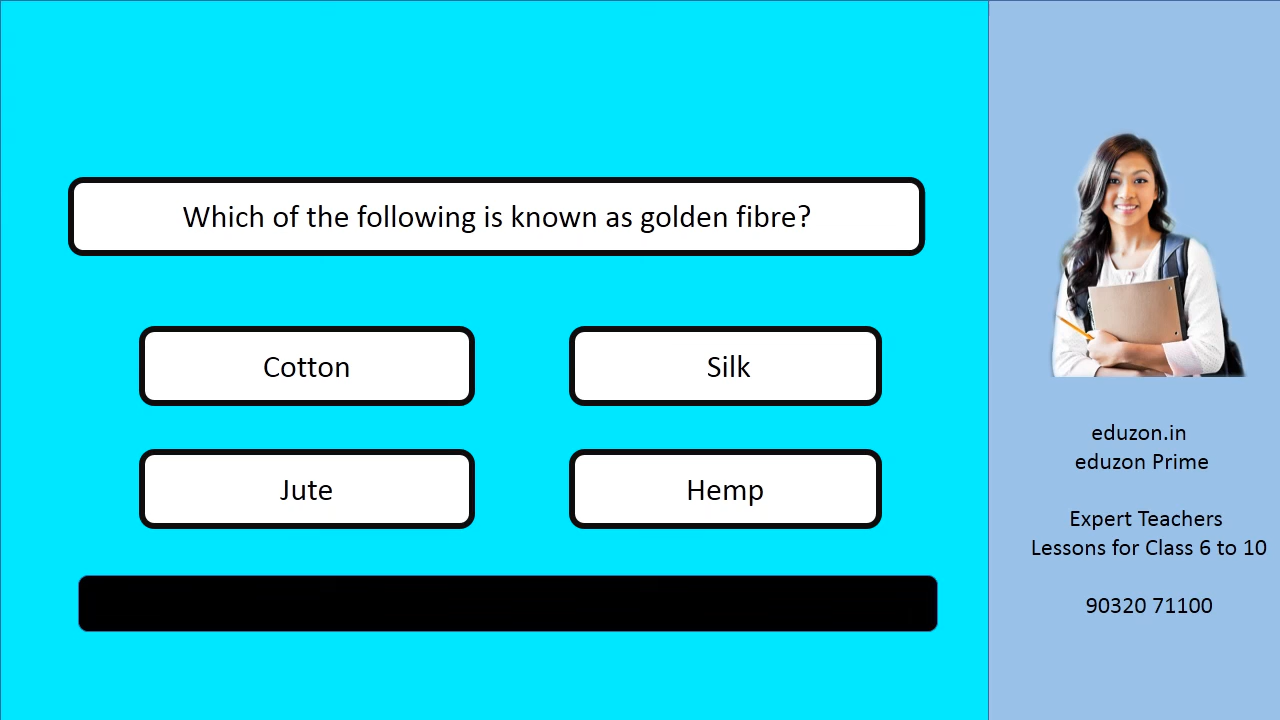 Which of the following is known as golden fibre?
Cotton
Silk
Jute
Hemp
eduzon.in
eduzon Prime
Expert Teachers
Lessons for Class 6 to 10
90320 71100